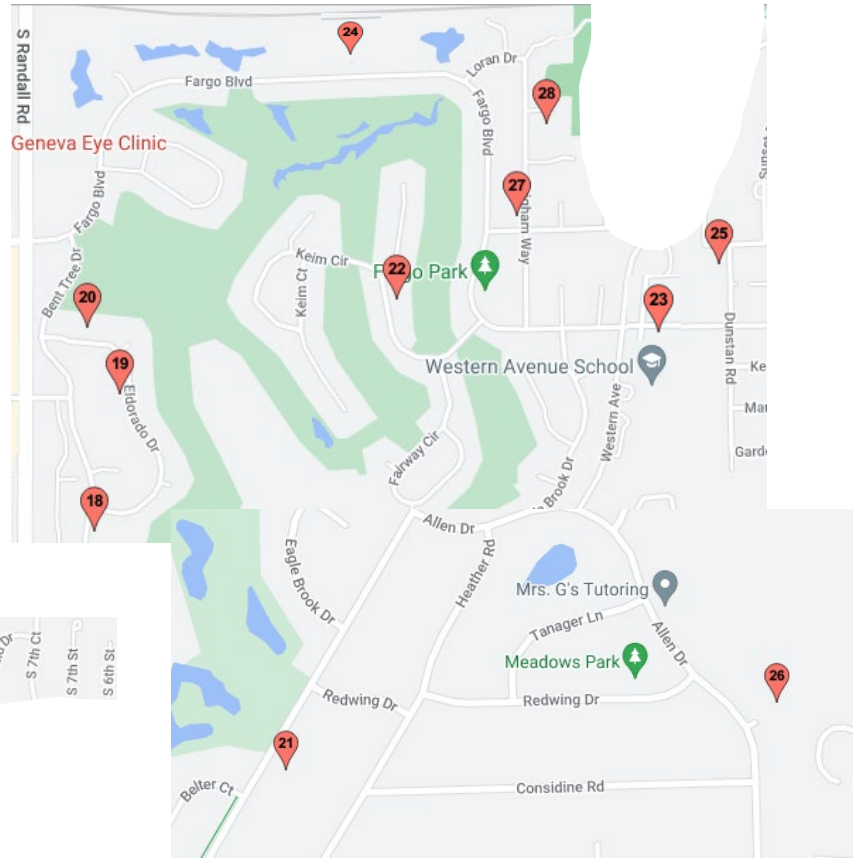 24
S Randall Rd
Loran Dr
Fargo Blvd
28
Fargo Blvd
Geneva Eye Clinic
27
Fargo Blvd
25
Keim Cir
22
Park
Bent Tree Dr
Keim Ct
20
23
Dunstan Rd
Western Avenue School
19
Eldorado Dr
Western Ave
Fairway Cir
Brook Dr
18
Allen Dr
Eagle Brook Dr
Heather Rd
Mrs. G's Tutoring
Tanager Ln
Allen Dr
S 7th Ct
S 7th St
S 6th St
Meadows Park
26
Redwing Dr
Redwing Dr
21
Belter Ct
Considine Rd